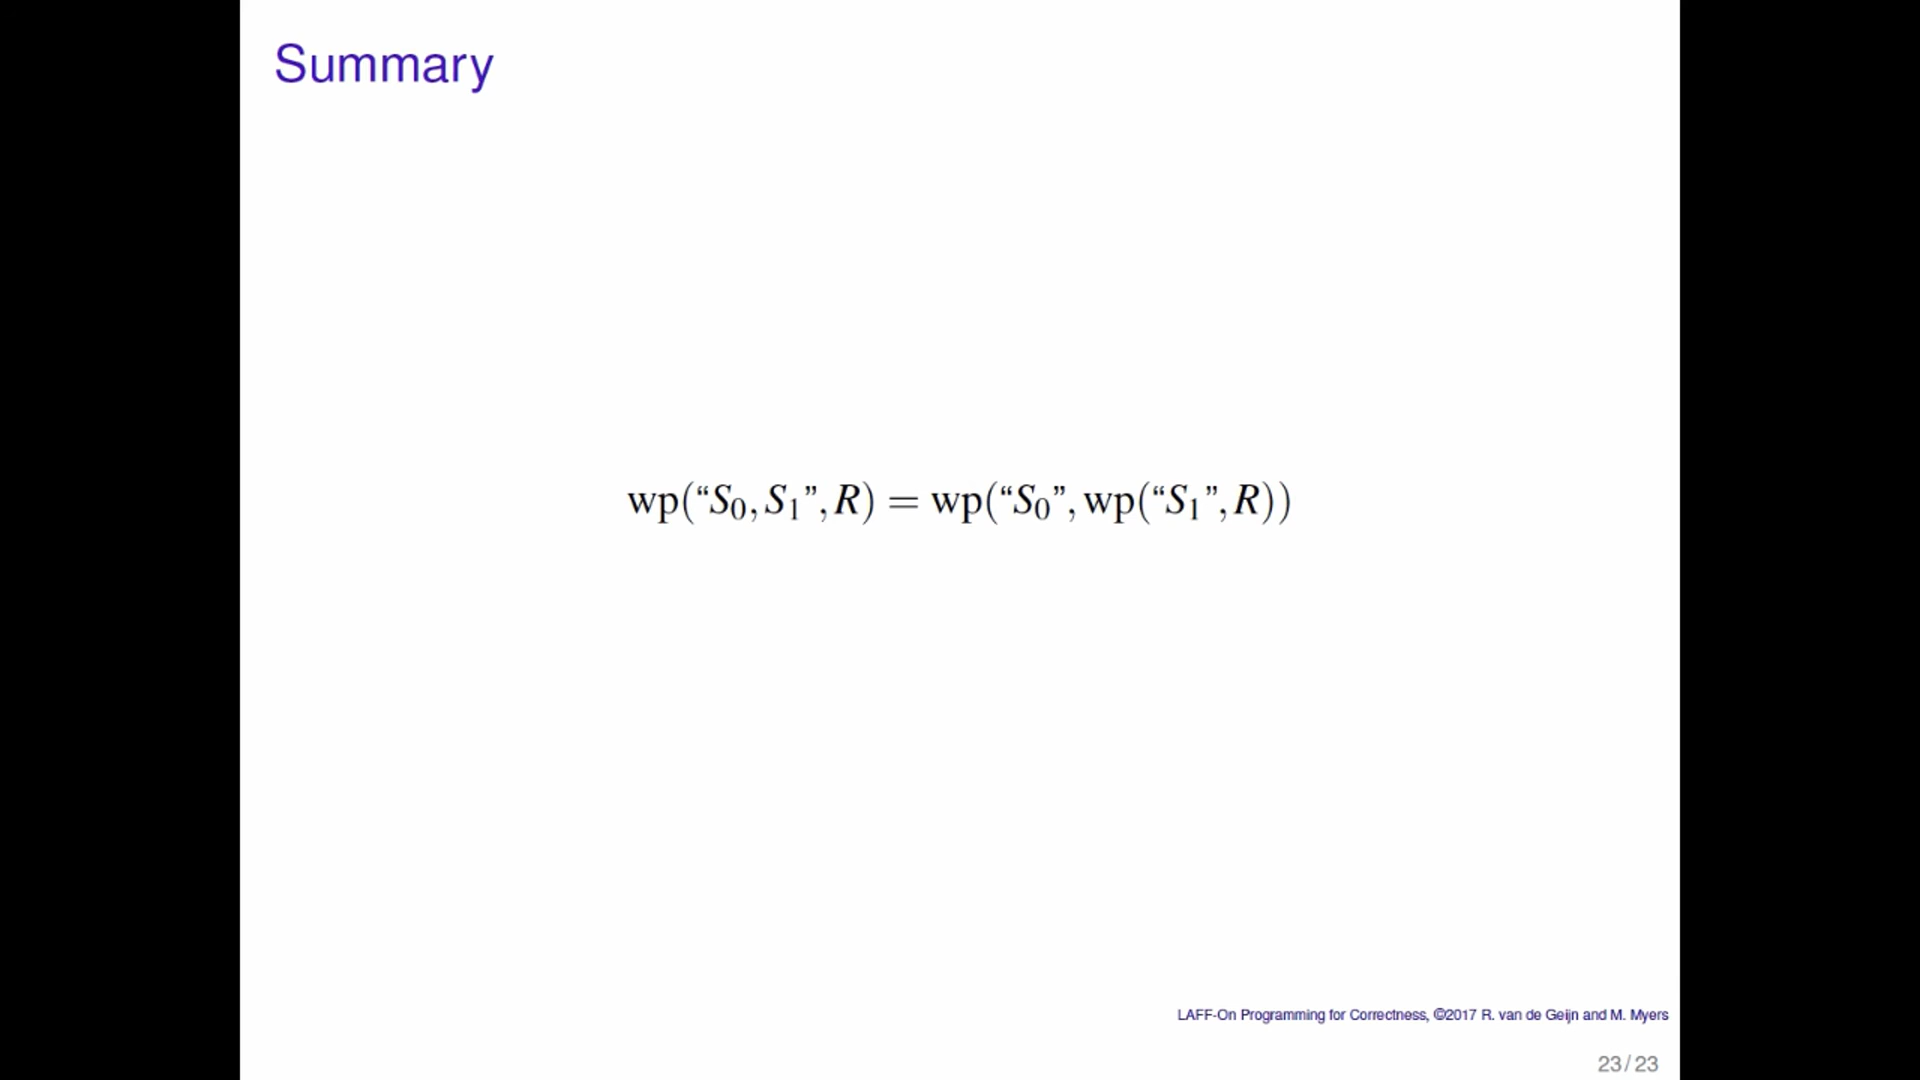 Summary
wp(“S₀, S₁”, R) = wp(“S₀”, wp(“S₁”, R))
LAFF-On Programming for Correctness, ©2017 R. van de Geijn and M. Myers
23/23